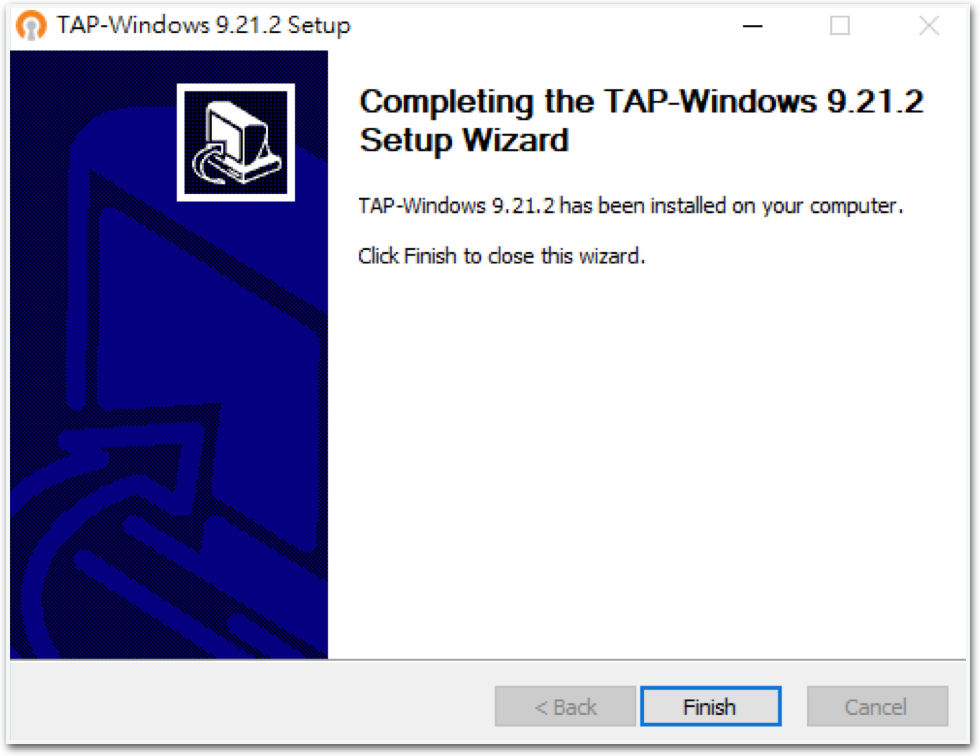 TAP-Windows 9.21.2 Setup
Completing the TAP-Windows 9.21.2
Setup Wizard
TAP-Windows 9.21.2 has been installed on your computer.
Click Finish to close this wizard.
< Back
Finish
Cancel